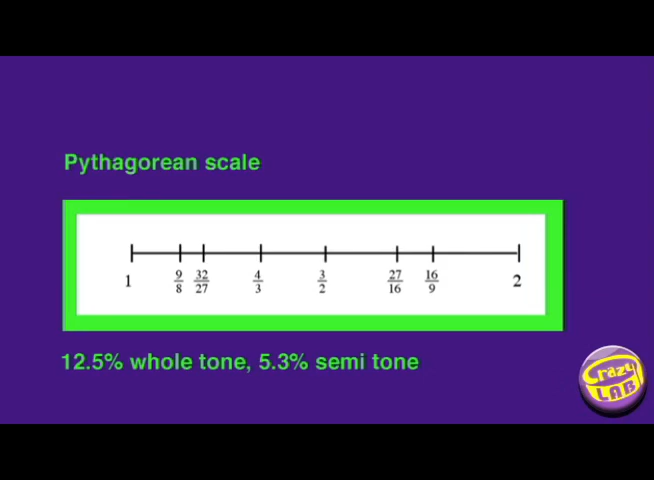 Pythagorean scale
1 9/8 32/27 4/3 3/2 27/16 16/9 2
12.5% whole tone, 5.3% semi tone
Crazy
LAB